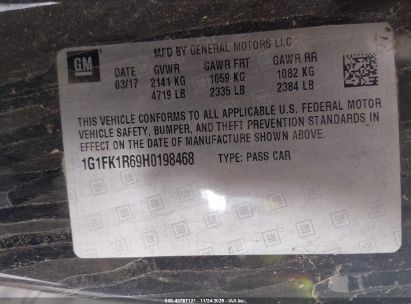 MFD BY GENERAL MOTORS LLC
GM
DATE GVWR GAWR FRT GAWR RR
03/17 2141 KG 1059 KG 1082 KG
4719 LB 2335 LB 2384 LB
THIS VEHICLE CONFORMS TO ALL APPLICABLE U.S. FEDERAL MOTOR
VEHICLE SAFETY, BUMPER, AND THEFT PREVENTION STANDARDS IN
EFFECT ON THE DATE OF MANUFACTURE SHOWN ABOVE.
1G1FK1R69H0198468 TYPE: PASS CAR